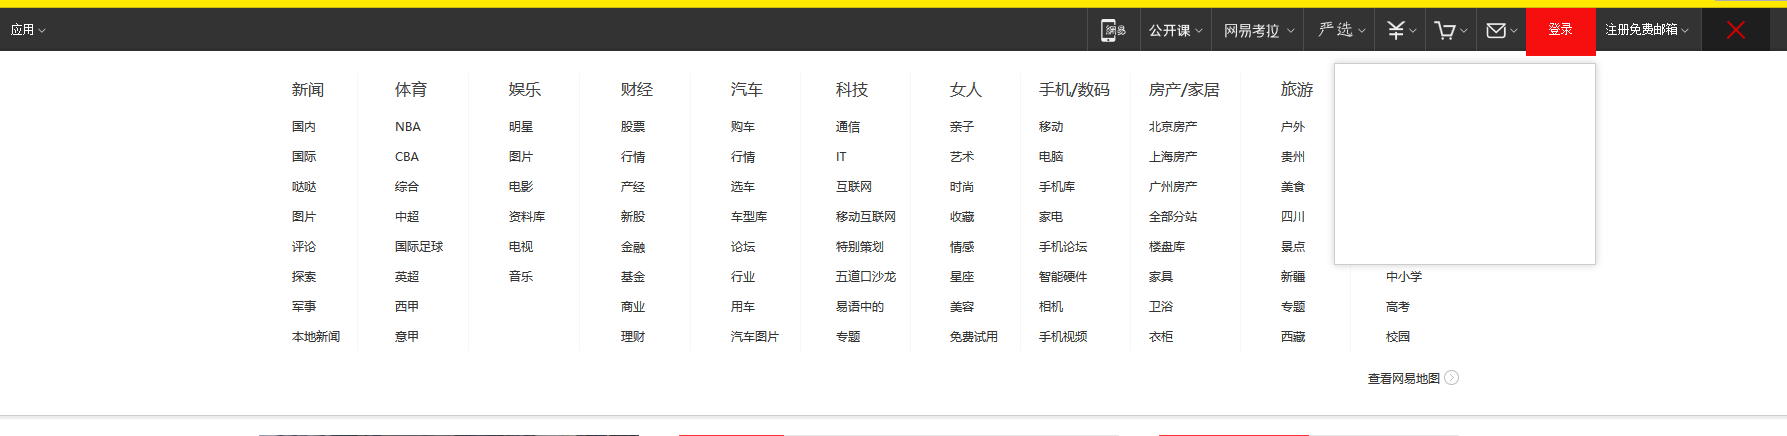 应用 網易 公开课 网易考拉 严选 登录 注册免费邮箱
新闻 体育 娱乐 财经 汽车 科技 女人 手机/数码 房产/家居 旅游
国内 NBA 明星 股票 购车 通信 亲子 移动 北京房产 户外
国际 CBA 图片 行情 行情 IT 艺术 电脑 上海房产 贵州
哒哒 综合 电影 产经 选车 互联网 时尚 手机库 广州房产 美食
图片 中超 资料库 新股 车型库 移动互联网 收藏 家电 全部分站 四川
评论 国际足球 电视 金融 论坛 特别策划 情感 手机论坛 楼盘库 景点
探索 英超 音乐 基金 行业 五道口沙龙 星座 智能硬件 家具 新疆 中小学
军事 西甲 商业 用车 易语中的 美容 相机 卫浴 专题 高考
本地新闻 意甲 理财 汽车图片 专题 免费试用 手机视频 衣柜 西藏 校园
查看网易地图